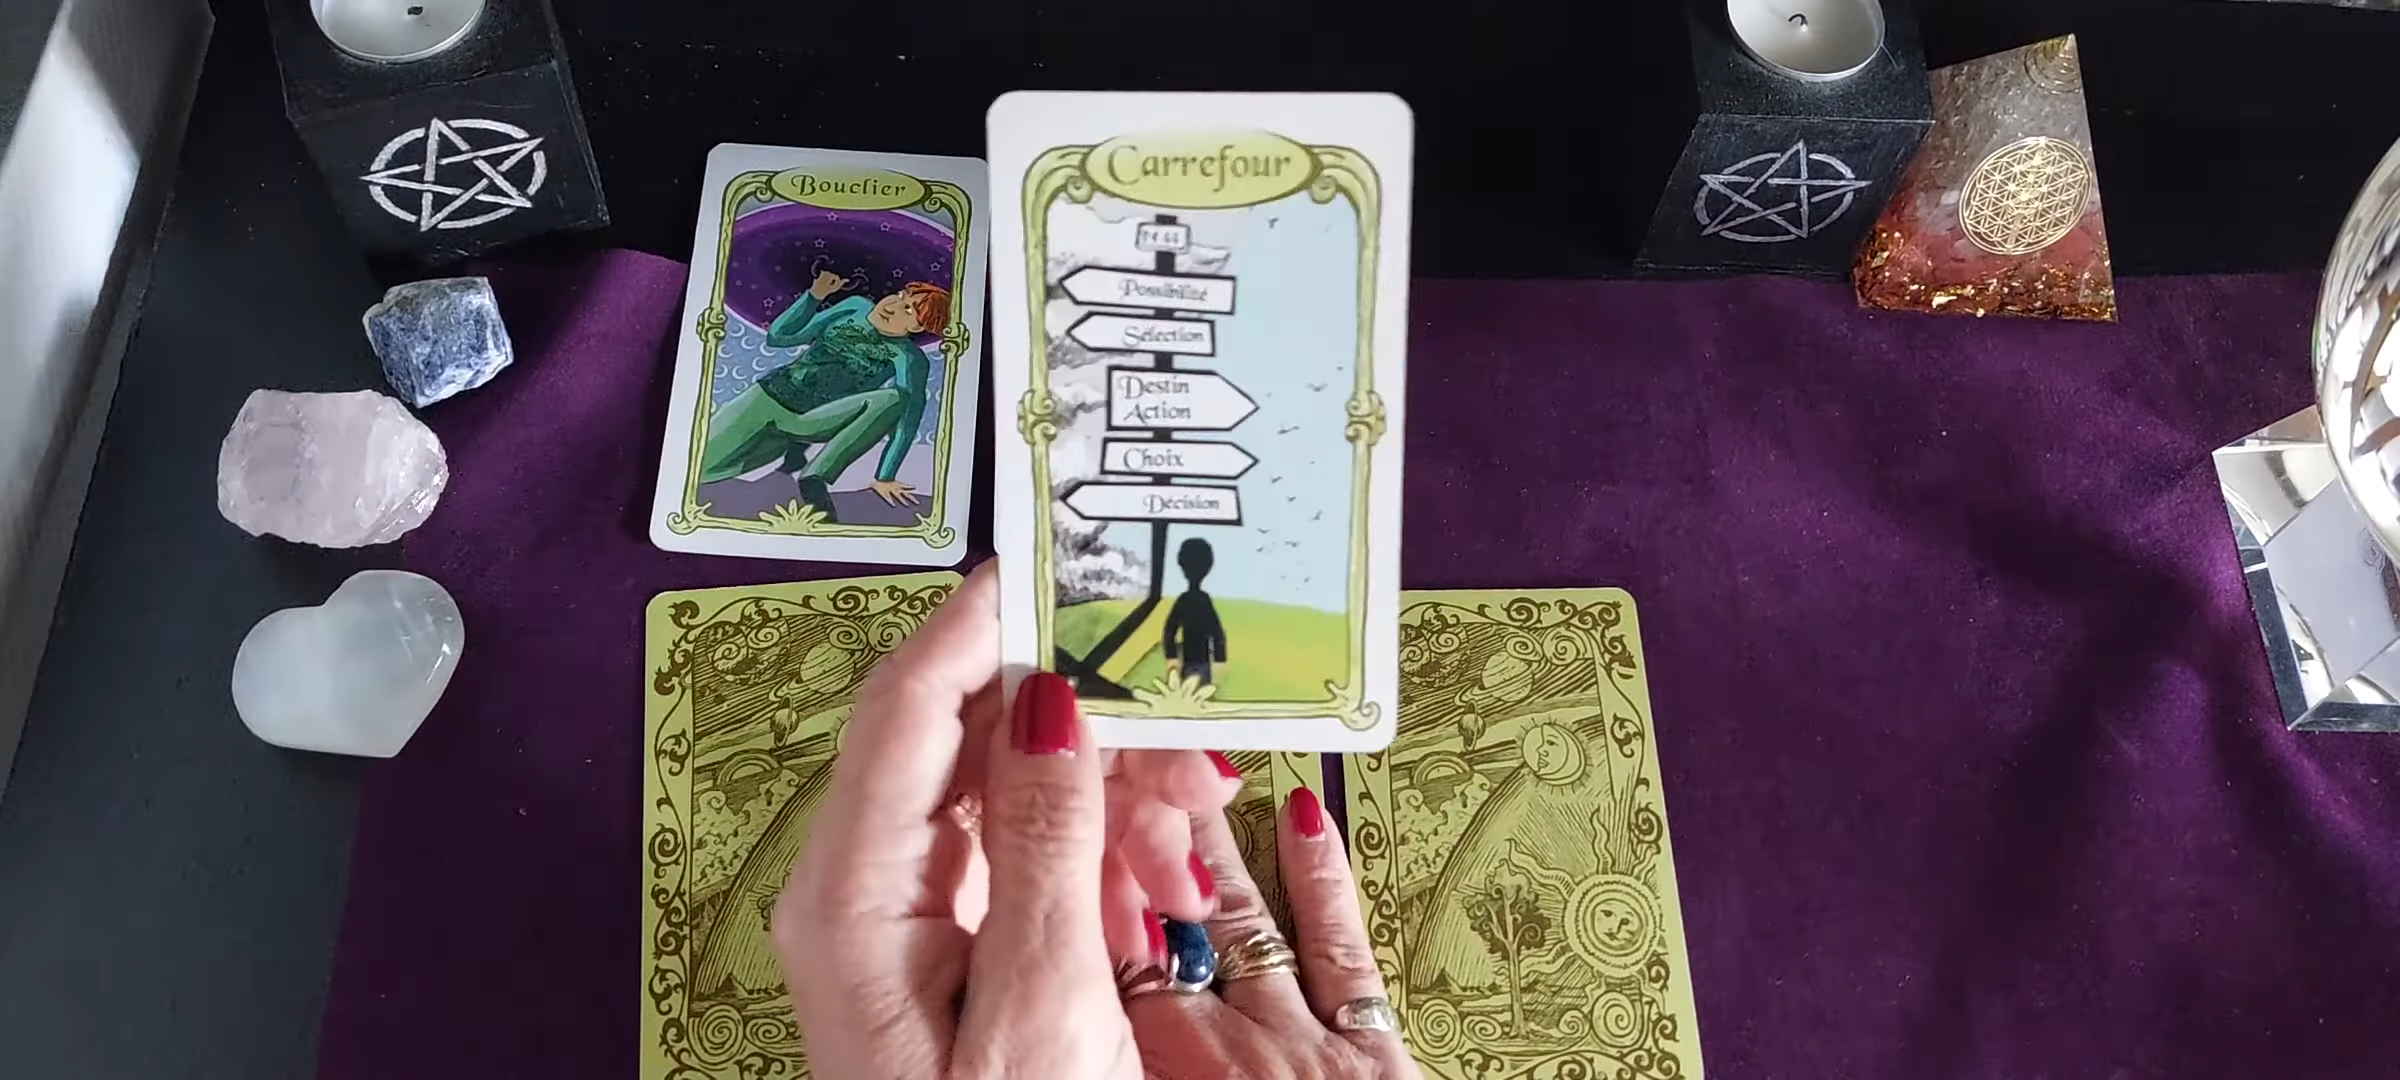 Bouclier
Carrefour
Possibilité
Sélection
Destin
Action
Choix
Décision